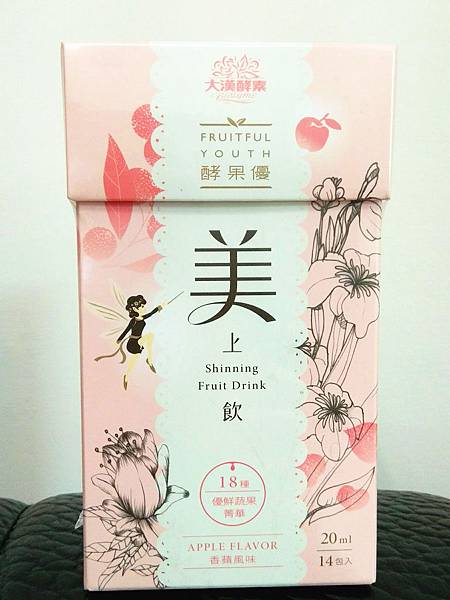 大漢酵素
FRUITFUL
YOUTH
酵果優
美
上
Shinning
Fruit Drink
飲
18種
優鮮蔬果
菁華
APPLE FLAVOR
香蘋風味
20ml
14包入